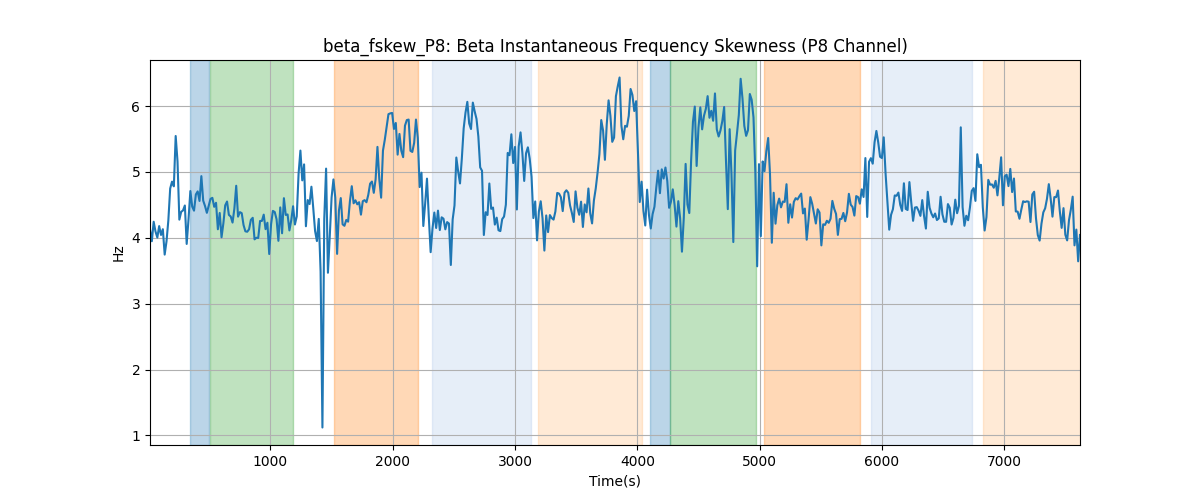 beta_fskew_P8: Beta Instantaneous Frequency Skewness (P8 Channel)
6
5
4
3
2
1
Hz
1000 2000 3000 4000 5000 6000 7000
Time(s)